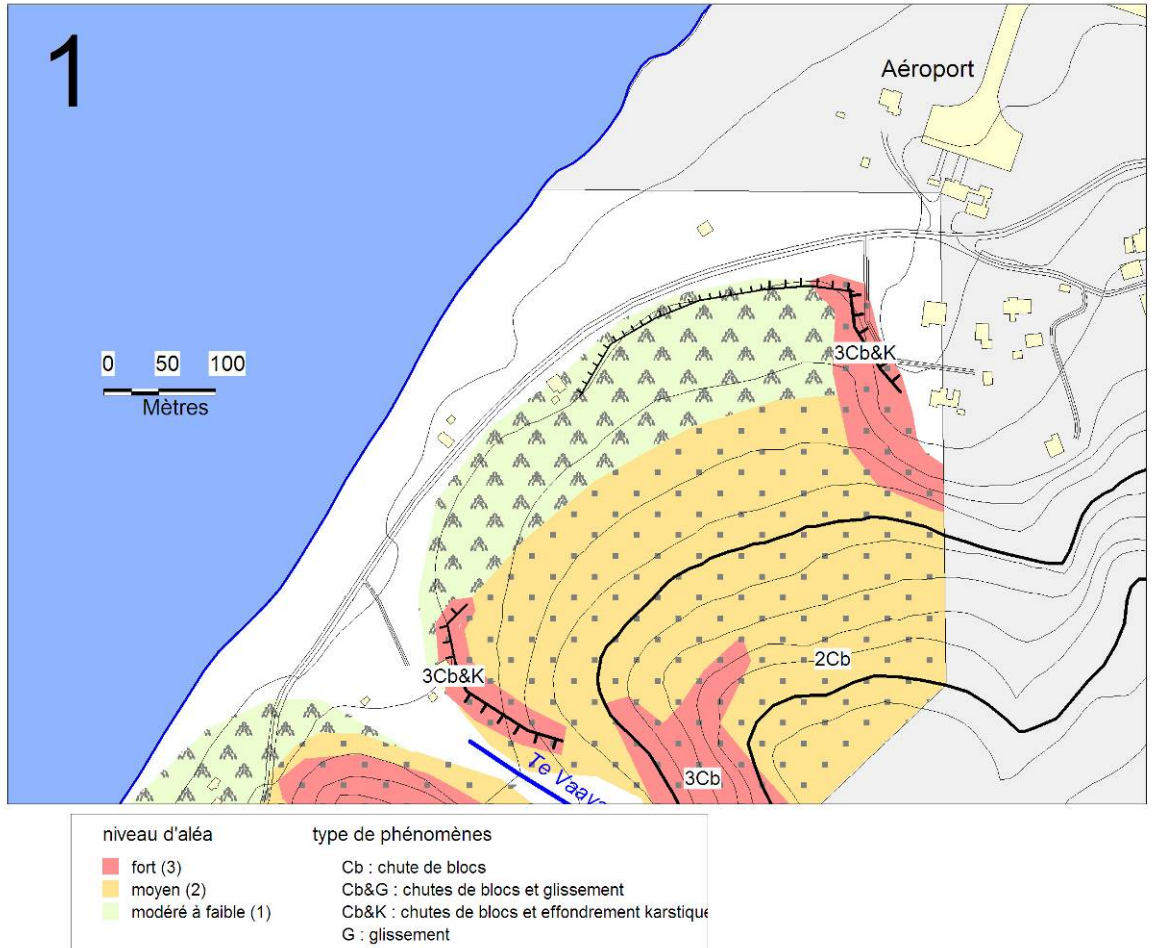 1
Aéroport
0 50 100
Mètres
3Cb&K
3Cb&K
2Cb
3Cb
niveau d'aléa
fort (3)
moyen (2)
modéré à faible (1)
type de phénomènes
Cb : chute de blocs
Cb&G : chutes de blocs et glissement
Cb&K : chutes de blocs et effondrement karstique
G : glissement